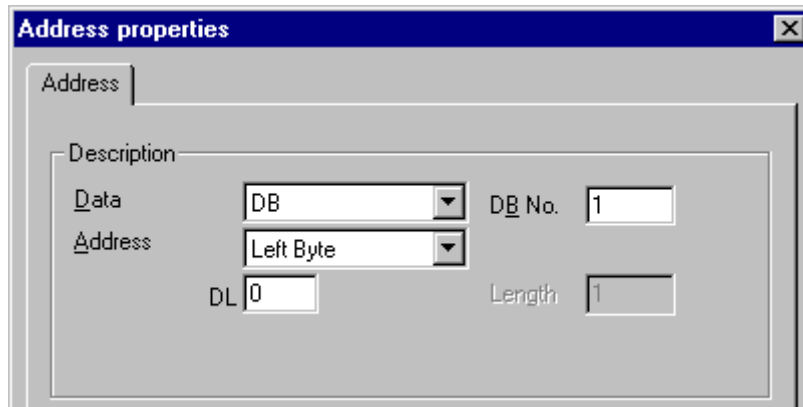 Address properties
Address
Description
Data DB DB No. 1
Address Left Byte
DL 0 Length 1